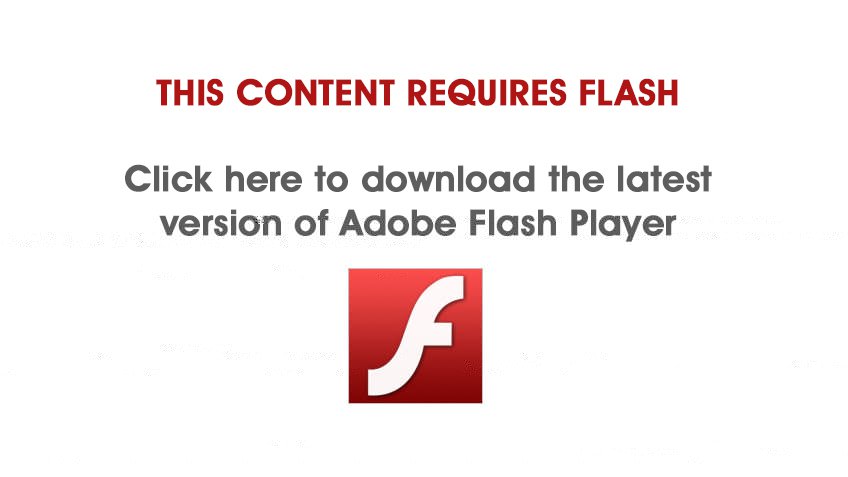 THIS CONTENT REQUIRES FLASH
Click here to download the latest
version of Adobe Flash Player